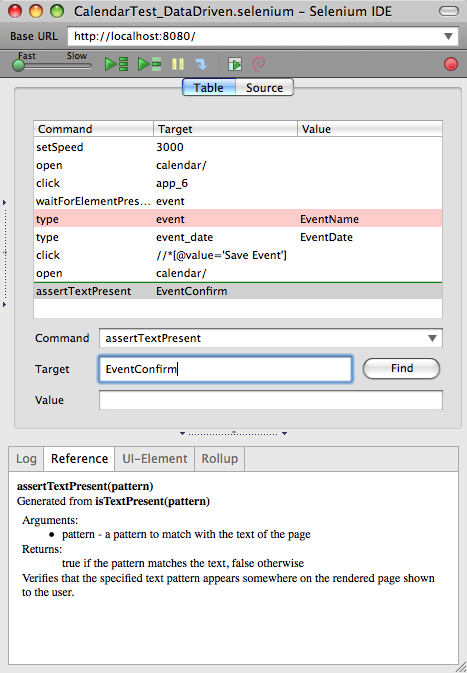 CalendarTest_DataDriven.selenium - Selenium IDE
Base URL http://localhost:8080/
Fast Slow
Table Source
Command Target Value
setSpeed 3000
open calendar/
click app_6
waitForElementPres... event
type event EventName
type event_date EventDate
click //*[@value='Save Event']
open calendar/
assertTextPresent EventConfirm
Command assertTextPresent
Target EventConfirm Find
Value
Log Reference UI-Element Rollup
assertTextPresent(pattern)
Generated from isTextPresent(pattern)
Arguments:
• pattern - a pattern to match with the text of the page
Returns:
true if the pattern matches the text, false otherwise
Verifies that the specified text pattern appears somewhere on the rendered page shown
to the user.